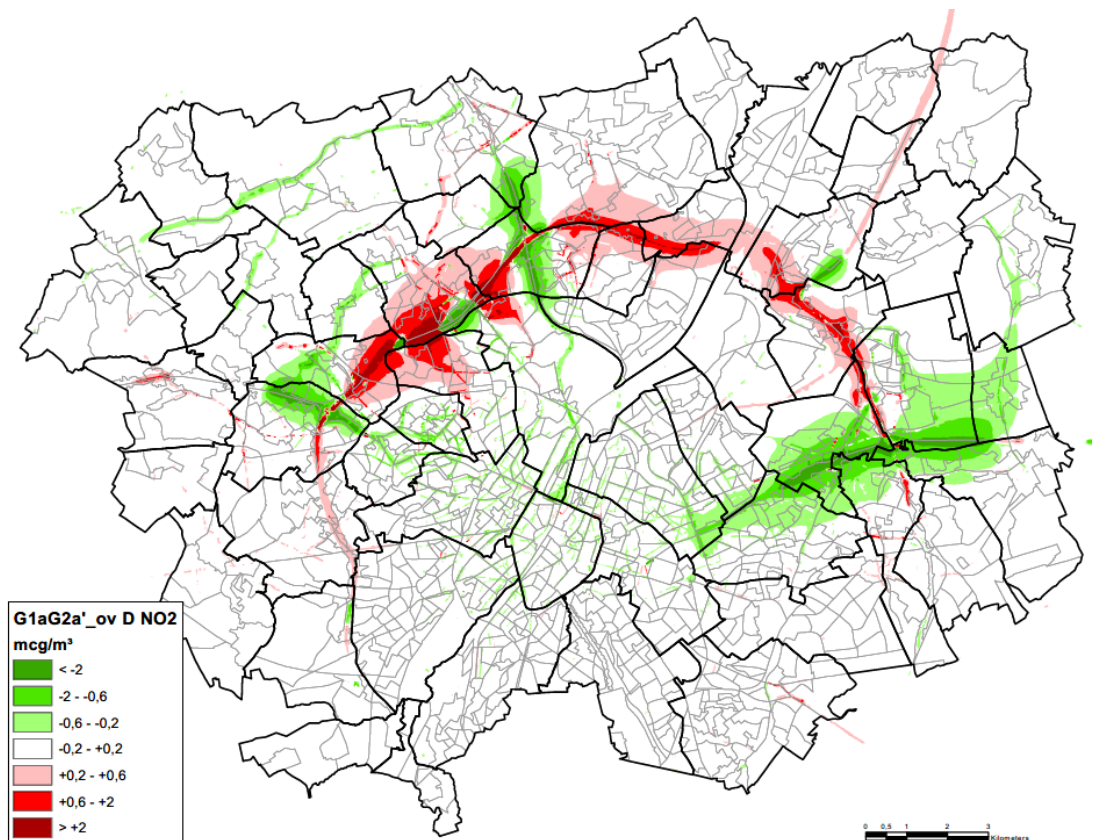 G1aG2a'_ov D NO2
mcg/m³
< -2
-2 - -0,6
-0,6 - -0,2
-0,2 - +0,2
+0,2 - +0,6
+0,6 - +2
> +2
0 0,5 1 2 3
Kilometers